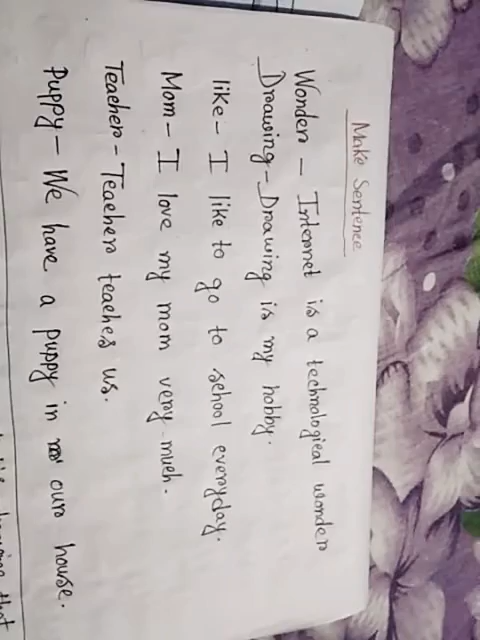 Make Sentence
Wonder - Internet is a technological wonder
Drawing - Drawing is my hobby.
like - I like to go to school everyday.
Mom - I love my mom very much.
Teacher - Teacher teaches us.
Puppy - We have a puppy in our house.